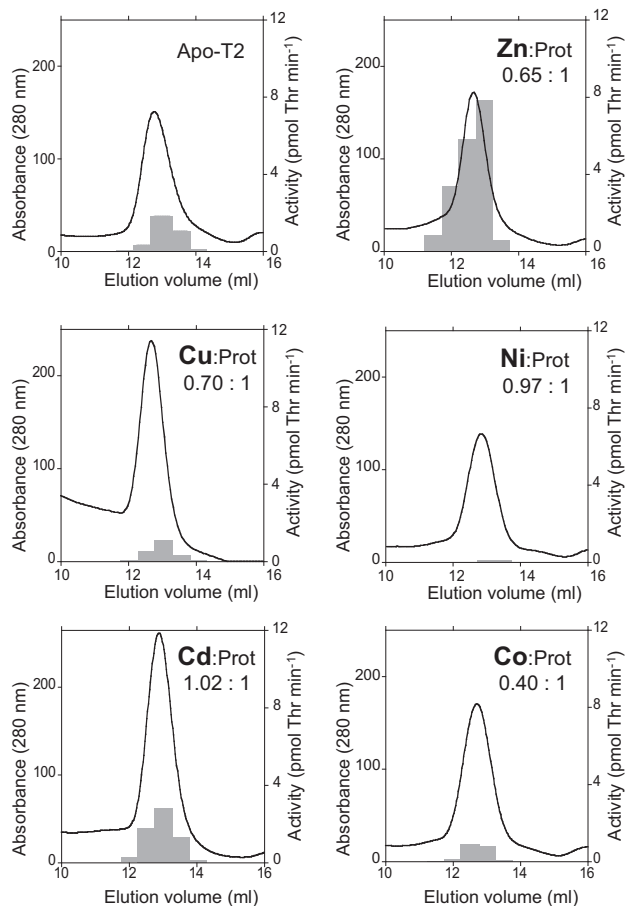 Apo-T2
Absorbance (280 nm)
200
100
0
12
8
4
0
Activity (pmol Thr min⁻¹)
10 12 14 16
Elution volume (ml)
Zn:Prot
0.65 : 1
Absorbance (280 nm)
200
100
0
12
8
4
0
Activity (pmol Thr min⁻¹)
10 12 14 16
Elution volume (ml)
Cu:Prot
0.70 : 1
Absorbance (280 nm)
200
100
0
12
8
4
0
Activity (pmol Thr min⁻¹)
10 12 14 16
Elution volume (ml)
Ni:Prot
0.97 : 1
Absorbance (280 nm)
200
100
0
12
8
4
0
Activity (pmol Thr min⁻¹)
10 12 14 16
Elution volume (ml)
Cd:Prot
1.02 : 1
Absorbance (280 nm)
200
100
0
12
8
4
0
Activity (pmol Thr min⁻¹)
10 12 14 16
Elution volume (ml)
Co:Prot
0.40 : 1
Absorbance (280 nm)
200
100
0
12
8
4
0
Activity (pmol Thr min⁻¹)
10 12 14 16
Elution volume (ml)